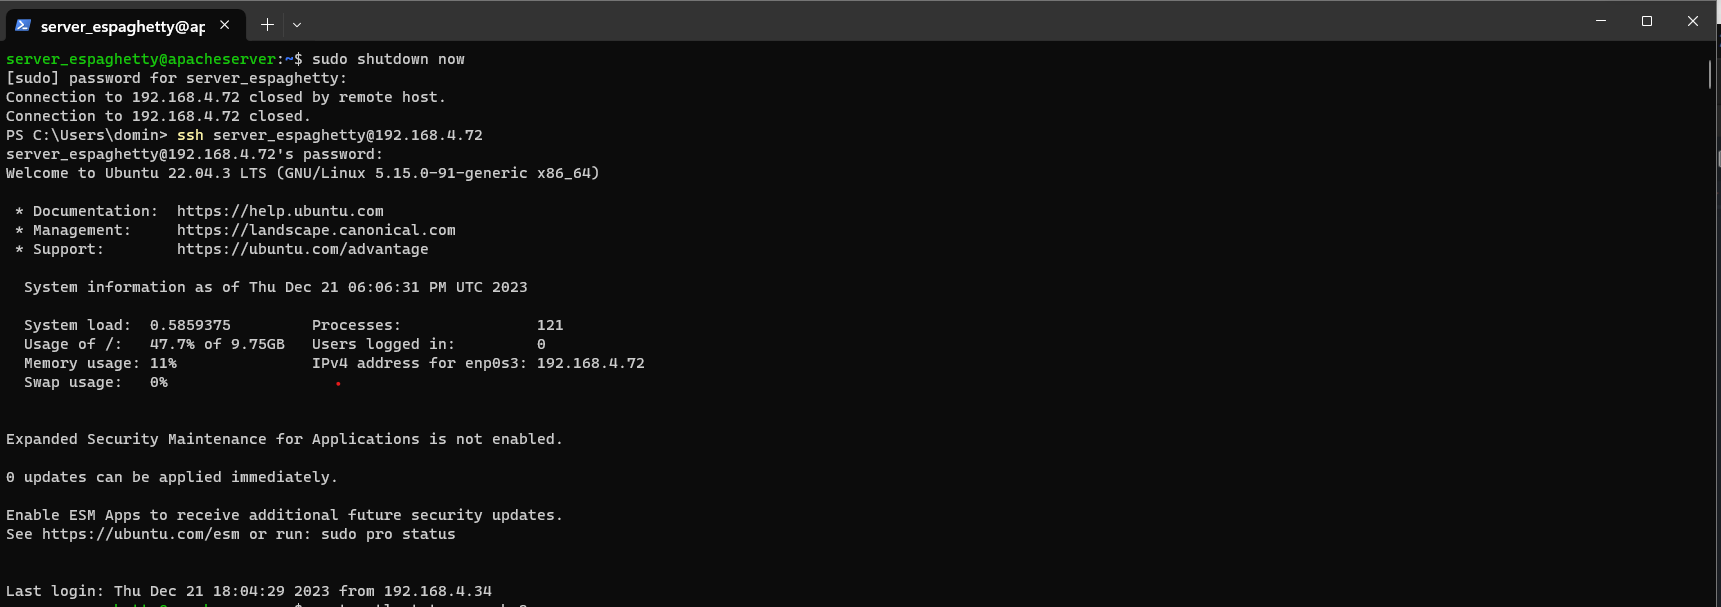 server_espaghetty@ap
server_espaghetty@apacheserver:~$ sudo shutdown now
[sudo] password for server_espaghetty:
Connection to 192.168.4.72 closed by remote host.
Connection to 192.168.4.72 closed.
PS C:\Users\domin> ssh server_espaghetty@192.168.4.72
server_espaghetty@192.168.4.72's password:
Welcome to Ubuntu 22.04.3 LTS (GNU/Linux 5.15.0-91-generic x86_64)
* Documentation:  https://help.ubuntu.com
* Management:     https://landscape.canonical.com
* Support:        https://ubuntu.com/advantage
System information as of Thu Dec 21 06:06:31 PM UTC 2023
System load:  0.5859375         Processes:               121
Usage of /:   47.7% of 9.75GB   Users logged in:         0
Memory usage: 11%               IPv4 address for enp0s3: 192.168.4.72
Swap usage:   0%
Expanded Security Maintenance for Applications is not enabled.
0 updates can be applied immediately.
Enable ESM Apps to receive additional future security updates.
See https://ubuntu.com/esm or run: sudo pro status
Last login: Thu Dec 21 18:04:29 2023 from 192.168.4.34